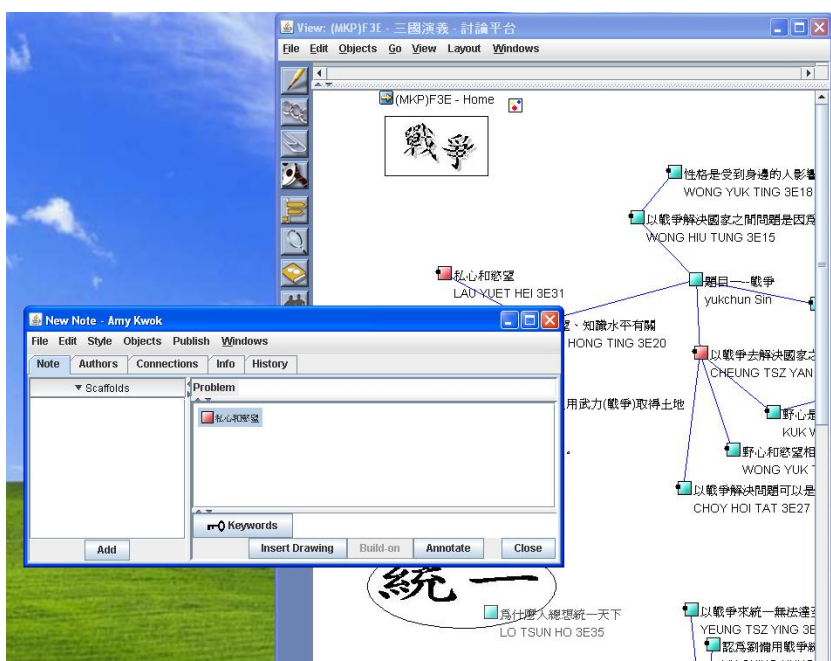 View: (MKP)F3E - 三國演義 - 討論平台
File Edit Objects Go View Layout Windows
(MKP)F3E - Home
戰爭
性格是受到身邊的人影響
WONG YUK TING 3E18
以戰爭解決國家之間問題是因為
WONG HIU TUNG 3E15
私心和慾望
LAU YUET HEI 3E31
題目一--戰爭
yukchun Sin
望、知識水平有關
HONG TING 3E20
以戰爭去解決國家之
CHEUNG TSZ YAN
用武力(戰爭)取得土地
野心是
KUK
野心和慾望相
WONG YUK
以戰爭解決問題可以是
CHOY HOI TAT 3E27
New Note - Amy Kwok
File Edit Style Objects Publish Windows
Note Authors Connections Info History
Scaffolds
Problem
私心和慾望
Keywords
Add
Insert Drawing Build-on Annotate Close
統一
為什麼人總想統一天下
LO TSUN HO 3E35
以戰爭來統一無法達
YEUNG TSZ YING 3E
認為劉備用戰爭